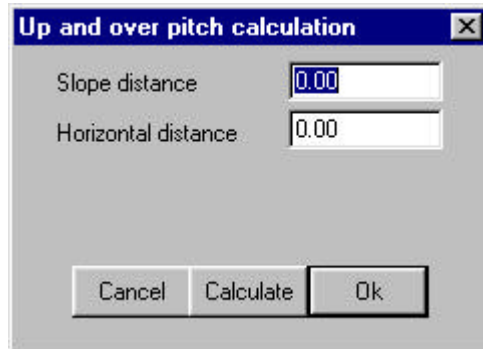 Up and over pitch calculation
Slope distance 0.00
Horizontal distance 0.00
Cancel Calculate Ok